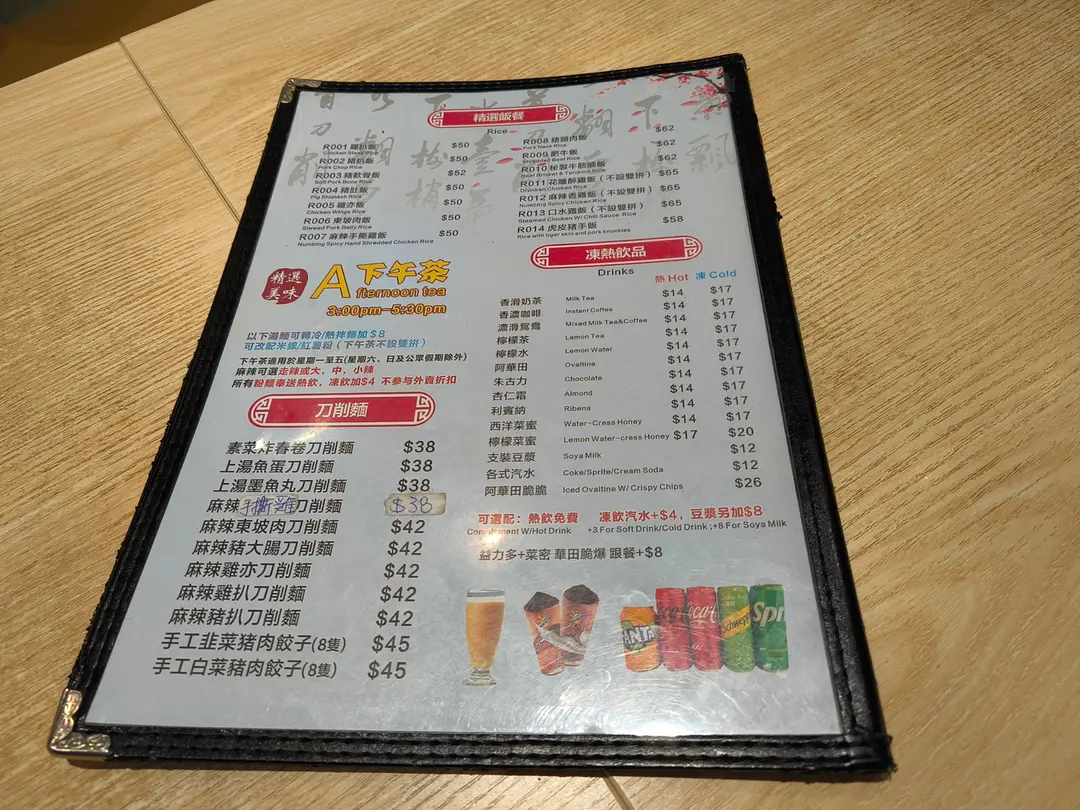 精選飯餐
Rice
R001 雞扒飯 $50
Chicken Steak Rice
R002 豬扒飯 $50
Pork Chop Rice
R003 豬軟骨飯 $52
Soft Pork Bone Rice
R004 豬肚飯 $50
Pig Stomach Rice
R005 雞亦飯 $50
Chicken Wings Rice
R006 東坡肉飯 $50
Stewed Pork Belly Rice
R007 麻辣手撕雞飯 $50
Numbing Spicy Hand Shredded Chicken Rice
R008 豬頸肉飯 $62
Pork Neck Rice
R009 肥牛飯 $62
Shredded Beef Rice
R010 秘製牛筋腩飯 $62
Beef Brisket & Tendons Rice
R011 花雕醉雞飯（不設雙拼） $65
Drunken Chicken Rice
R012 麻辣香雞飯（不設雙拼） $65
Numbing Spicy Chicken Rice
R013 口水雞飯（不設雙拼） $65
Steamed Chicken W/ Chili Sauce Rice
R014 虎皮豬手飯 $58
Rice with tiger skin and pork knuckles
精選美味
A下午茶
fternoon tea
3:00pm-5:30pm
以下湯麵可轉冷/熱拌麵加$8
可改配米線/紅薯粉（下午茶不設雙拼）
下午茶適用於星期一至五(星期六、日及公眾假期除外)
麻辣可選走辣或大，中，小辣
所有粉麵車送熱飲，凍飲加$4 不參与外賣折扣
刀削麵
素菜炸春卷刀削麵 $38
上湯魚蛋刀削麵 $38
上湯墨魚丸刀削麵 $38
麻辣手撕雞刀削麵 $38
麻辣東坡肉刀削麵 $42
麻辣豬大腸刀削麵 $42
麻辣雞亦刀削麵 $42
麻辣雞扒刀削麵 $42
麻辣豬扒刀削麵 $42
手工韭菜豬肉餃子(8隻) $45
手工白菜豬肉餃子(8隻) $45
凍熱飲品
Drinks 熱 Hot 凍 Cold
香滑奶茶 Milk Tea $14 $17
香濃咖啡 Instant Coffee $14 $17
濃滑鴛鴦 Mixed Milk Tea&Coffee $14 $17
檸檬茶 Lemon Tea $14 $17
檸檬水 Lemon Water $14 $17
阿華田 Ovaltine $14 $17
朱古力 Chocolate $14 $17
杏仁霜 Almond $14 $17
利賓納 Ribena $14 $17
西洋菜蜜 Water-Cress Honey $14 $17
檸檬菜蜜 Lemon Water-cress Honey $17 $20
支裝豆漿 Soya Milk $12
各式汽水 Coke/Sprite/Cream Soda $12
阿華田脆脆 Iced Ovaltine W/ Crispy Chips $26
可選配：熱飲免費 凍飲汽水+$4，豆漿另加$8
Complement W/Hot Drink +3 For Soft Drink/Cold Drink ;+8 For Soya Milk
益力多+菜密 華田脆爆 跟餐+$8
FANTA
Schweppes
Spr